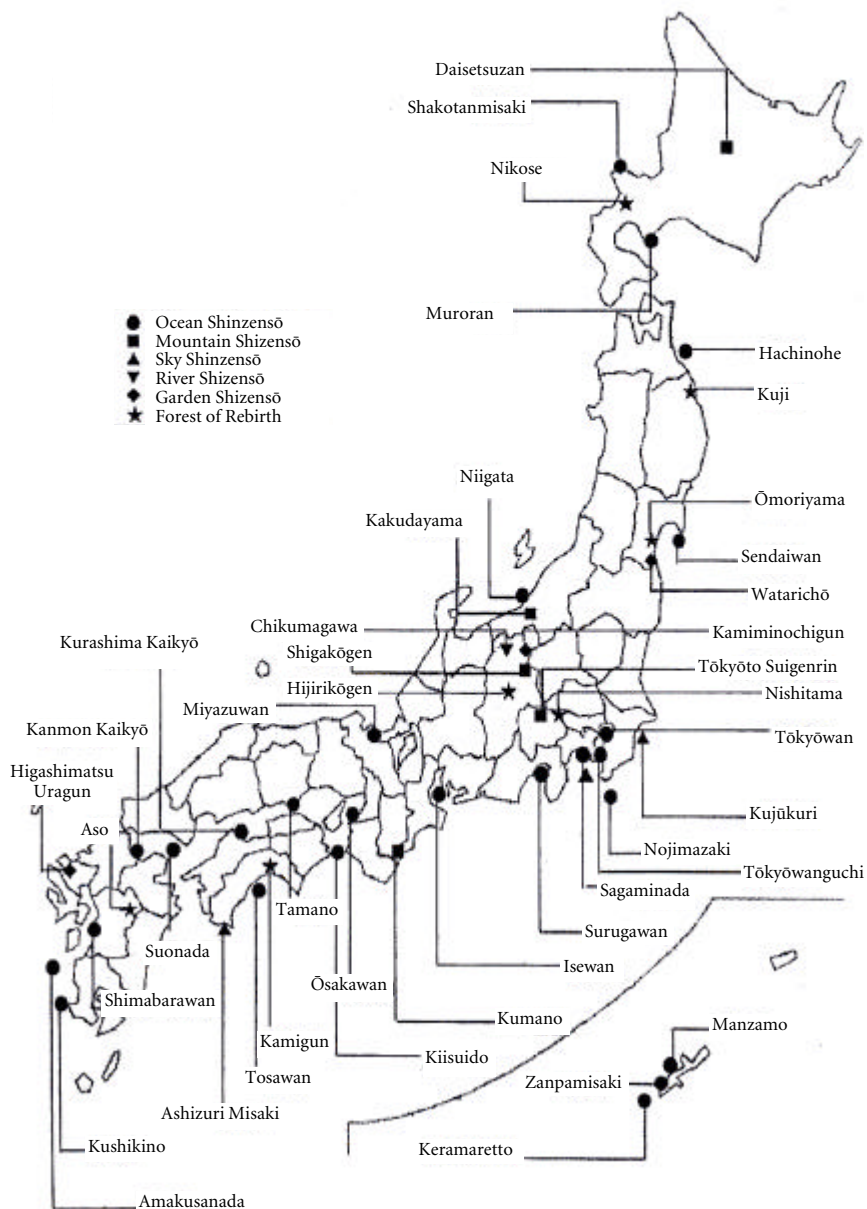 Daisetsuzan
Shakotanmisaki
Nikose
Muroran
● Ocean Shinzensō
■ Mountain Shizensō
▲ Sky Shinzensō
▼ River Shizensō
◆ Garden Shizensō
★ Forest of Rebirth
Hachinohe
Kuji
Niigata
Kakudayama
Ōmoriyama
Sendaiwan
Watarichō
Chikumagawa
Kamiminochigun
Kurashima Kaikyō
Shigakōgen
Tōkyōto Suigenrin
Hijirikōgen
Nishitama
Miyazuwan
Kanmon Kaikyō
Tōkyōwan
Higashimatsu
Uragun
Aso
Kujūkuri
Nojimazaki
Tōkyōwanguchi
Sagaminada
Tamano
Surugawan
Suonada
Isewan
Ōsakawan
Shimabarawan
Kumano
Manzamo
Kamigun
Kiisuido
Tosawan
Zanpamisaki
Ashizuri Misaki
Kushikino
Keramaretto
Amakusanada